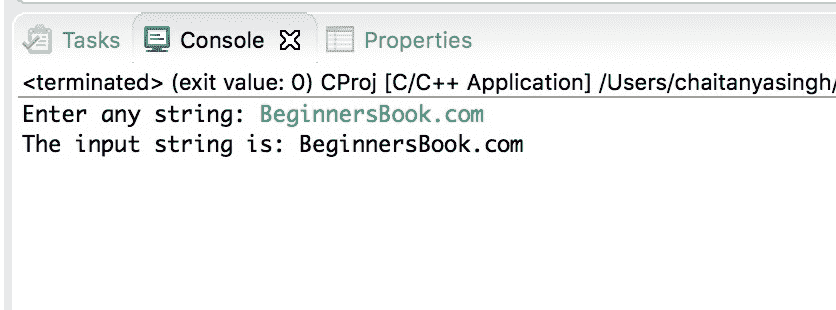 Tasks Console Properties
<terminated> (exit value: 0) CProj [C/C++ Application] /Users/chaitanyasingh/
Enter any string: BeginnersBook.com
The input string is: BeginnersBook.com